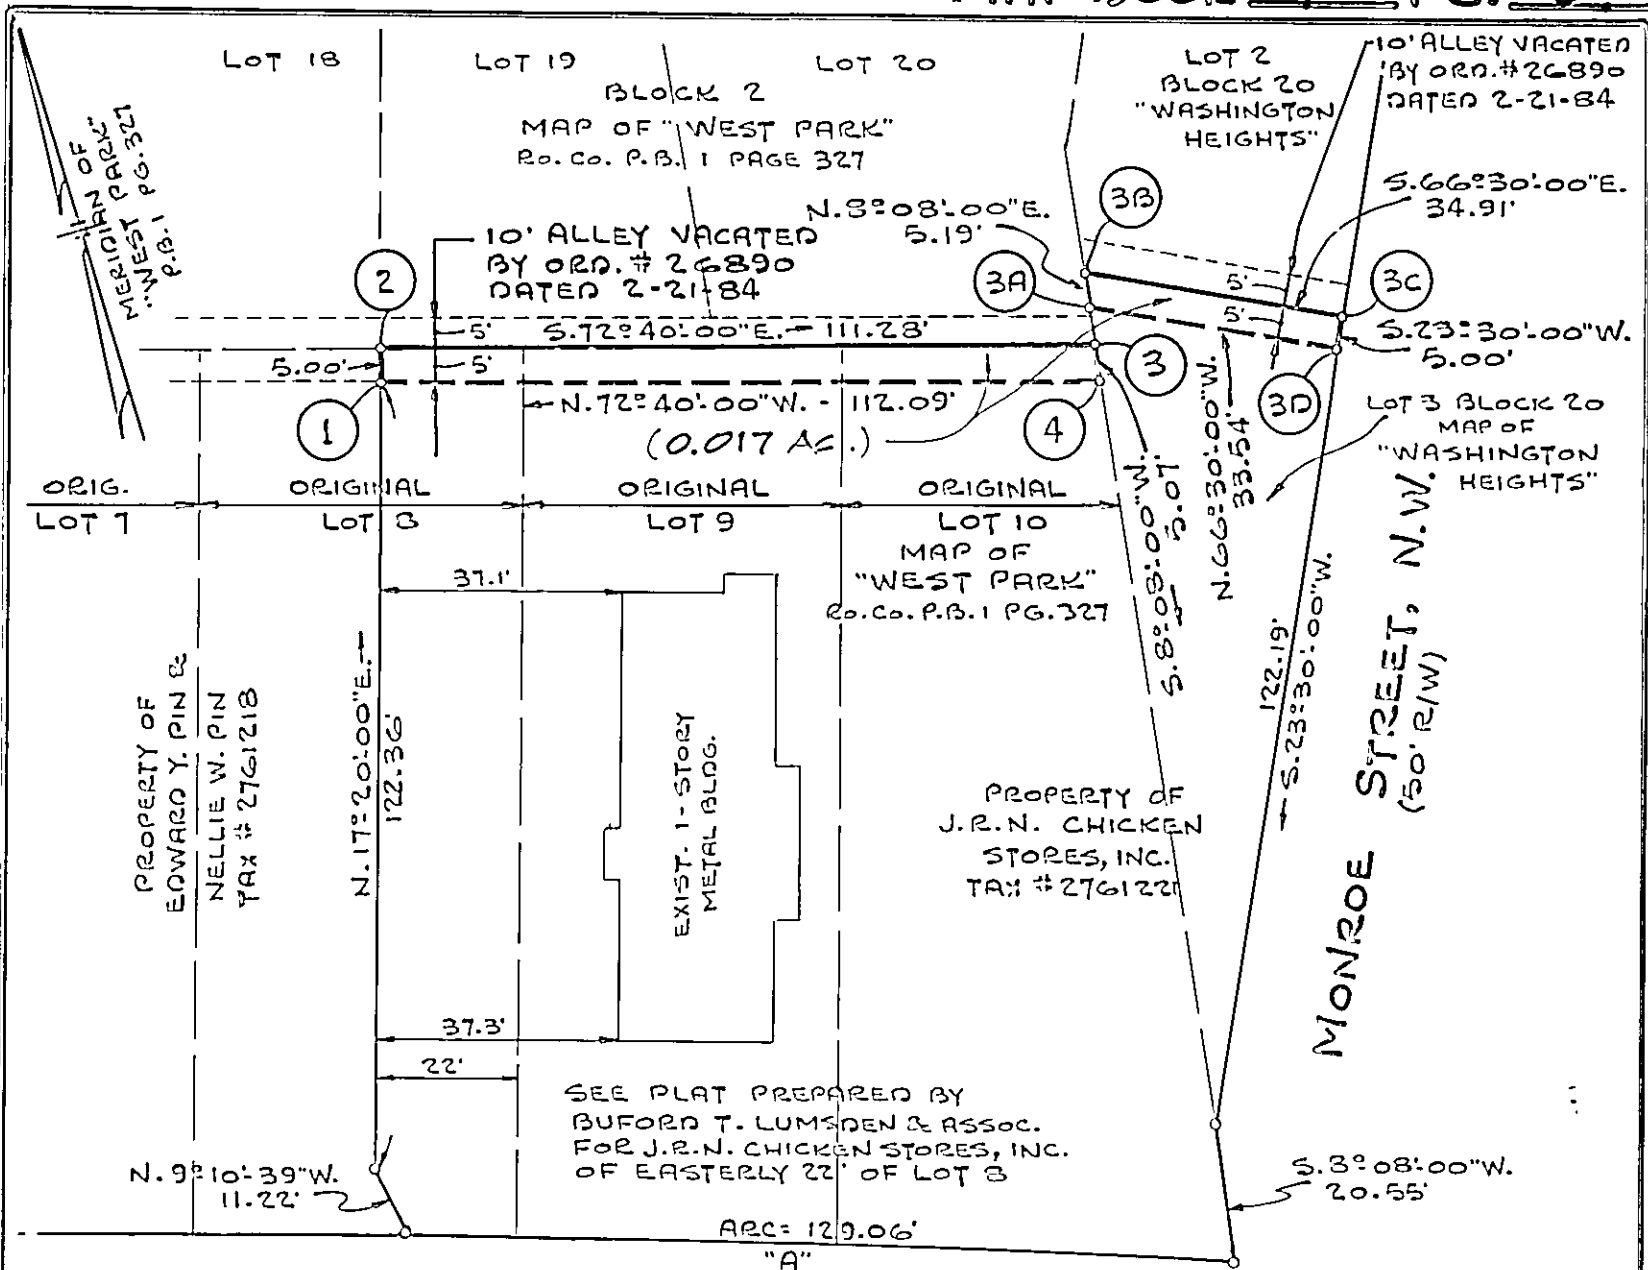 LOT 18
LOT 19
LOT 20
BLOCK 2
MAP OF "WEST PARK"
Ro. Co. P.B. 1 PAGE 327
LOT 2
BLOCK 20
"WASHINGTON
HEIGHTS"
10' ALLEY VACATED
BY ORD. # 26890
DATED 2-21-84
MERIDIAN OF
"WEST PARK"
P.B. 1 PG. 327
10' ALLEY VACATED
BY ORD. # 26890
DATED 2-21-84
N. 8° 08' 00" E.
5.19'
3B
S. 66° 30' 00" E.
34.91'
2
3A
3C
5'
5'
5'
S. 72° 40' 00" E. - 111.28'
5'
S. 23° 30' 00" W.
5.00'
5.00'
3
3D
N. 72° 40' 00" W. - 112.09'
(0.017 Ac.)
1
4
N. 66° 30' 00" W.
33.54'
S. 8° 08' 00" W.
5.07'
LOT 3 BLOCK 20
MAP OF
"WASHINGTON
HEIGHTS"
ORIG.
LOT 7
ORIGINAL
LOT 8
ORIGINAL
LOT 9
ORIGINAL
LOT 10
MAP OF
"WEST PARK"
Ro. Co. P.B. 1 PG. 327
37.1'
PROPERTY OF
EDWARD Y. PIN &
NELLIE W. PIN
TAX # 2761218
N. 17° 20' 00" E.
122.36'
EXIST. 1-STORY
METAL BLDG.
PROPERTY OF
J.R.N. CHICKEN
STORES, INC.
TAX # 2761221
122.19'
S. 23° 30' 00" W.
MONROE STREET, N.W.
(50' R/W)
37.3'
22'
SEE PLAT PREPARED BY
BUFORD T. LUMSDEN & ASSOC.
FOR J.R.N. CHICKEN STORES, INC.
OF EASTERLY 22' OF LOT 8
N. 9° 10' 39" W.
11.22'
S. 8° 08' 00" W.
20.55'
ARC = 129.06'
"A"